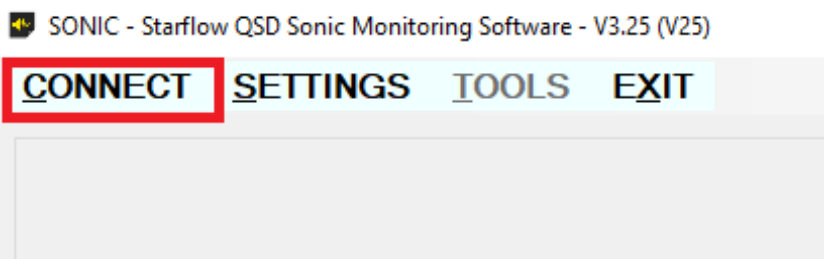 SONIC - Starflow QSD Sonic Monitoring Software - V3.25 (V25)
CONNECT SETTINGS TOOLS EXIT